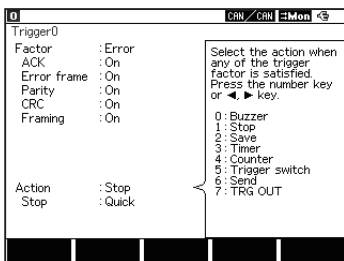 0 CAN/CAN ⇄Mon
Trigger0
Factor : Error
ACK : On
Error frame : On
Parity : On
CRC : On
Framing : On
Action : Stop
Stop : Quick
Select the action when
any of the trigger
factor is satisfied.
Press the number key
or ◄, ► key.
0 : Buzzer
1 : Stop
2 : Save
3 : Timer
4 : Counter
5 : Trigger switch
6 : Send
7 : TRG OUT